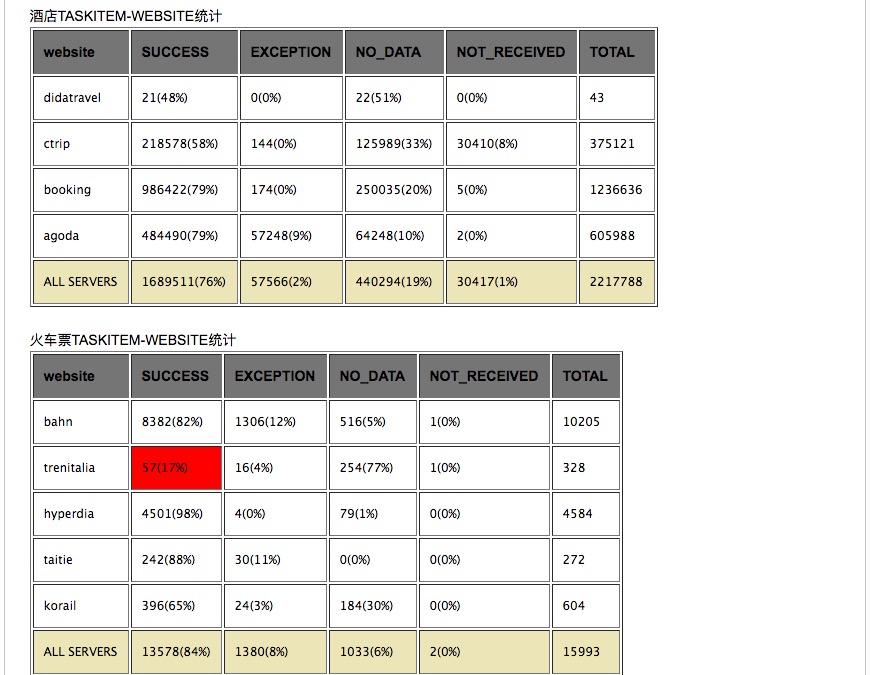 酒店TASKITEM-WEBSITE统计
website SUCCESS EXCEPTION NO_DATA NOT_RECEIVED TOTAL
didatravel 21(48%) 0(0%) 22(51%) 0(0%) 43
ctrip 218578(58%) 144(0%) 125989(33%) 30410(8%) 375121
booking 986422(79%) 174(0%) 250035(20%) 5(0%) 1236636
agoda 484490(79%) 57248(9%) 64248(10%) 2(0%) 605988
ALL SERVERS 1689511(76%) 57566(2%) 440294(19%) 30417(1%) 2217788
火车票TASKITEM-WEBSITE统计
website SUCCESS EXCEPTION NO_DATA NOT_RECEIVED TOTAL
bahn 8382(82%) 1306(12%) 516(5%) 1(0%) 10205
trenitalia 57(17%) 16(4%) 254(77%) 1(0%) 328
hyperdia 4501(98%) 4(0%) 79(1%) 0(0%) 4584
taitie 242(88%) 30(11%) 0(0%) 0(0%) 272
korail 396(65%) 24(3%) 184(30%) 0(0%) 604
ALL SERVERS 13578(84%) 1380(8%) 1033(6%) 2(0%) 15993